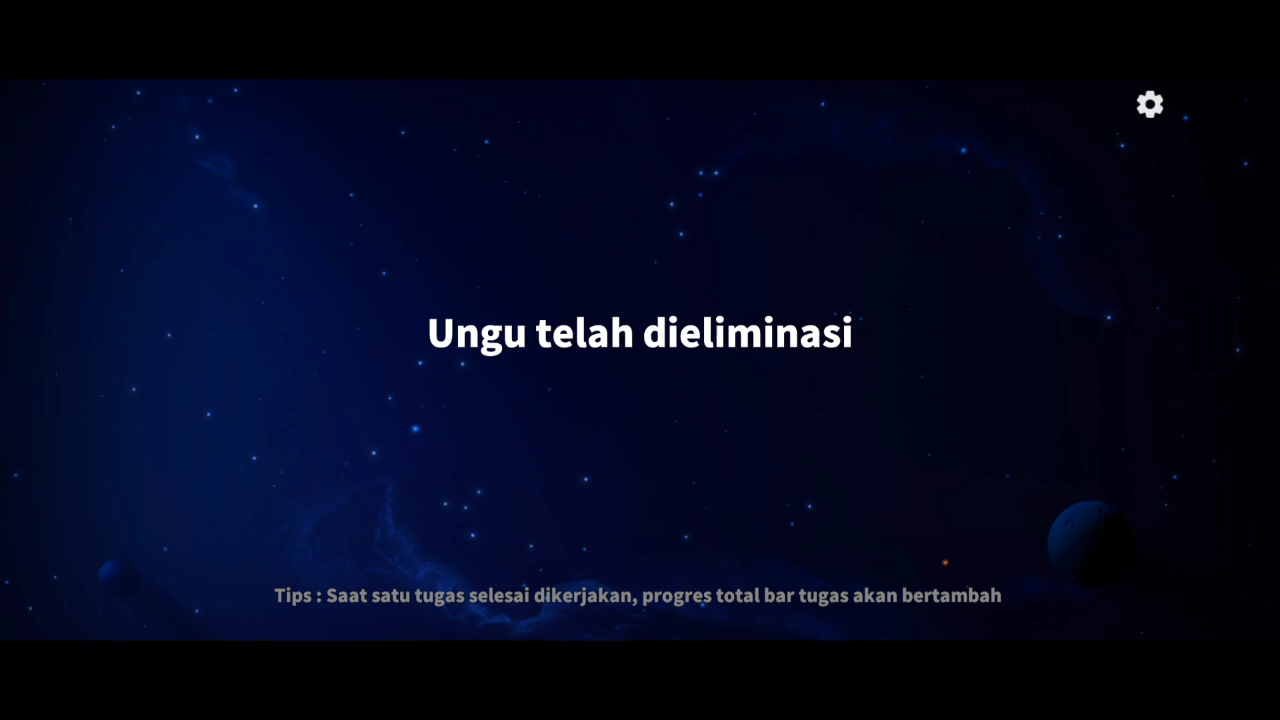 Ungu telah dieliminasi
Tips : Saat satu tugas selesai dikerjakan, progres total bar tugas akan bertambah